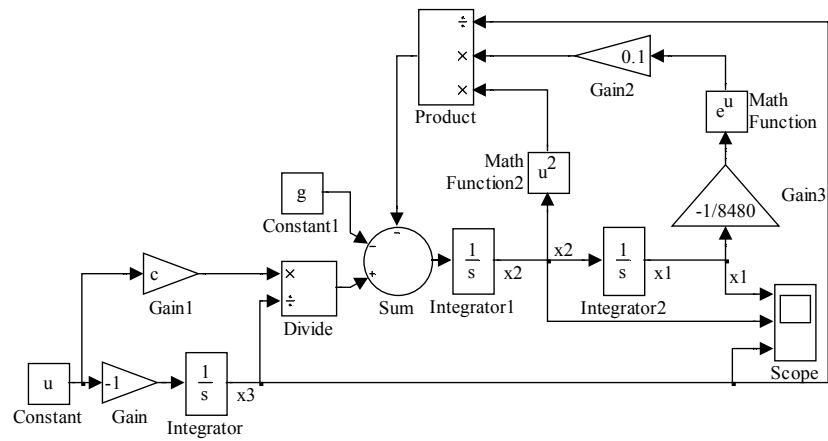 ÷
×
×
Product
0.1
Gain2
e^u
Math
Function
-1/8480
Gain3
Math
Function2
u^2
g
Constant1
−
−
+
Sum
c
Gain1
×
÷
Divide
1
s
x2
Integrator1
x2
1
s
x1
Integrator2
x1
Scope
u
Constant
-1
Gain
1
s
x3
Integrator